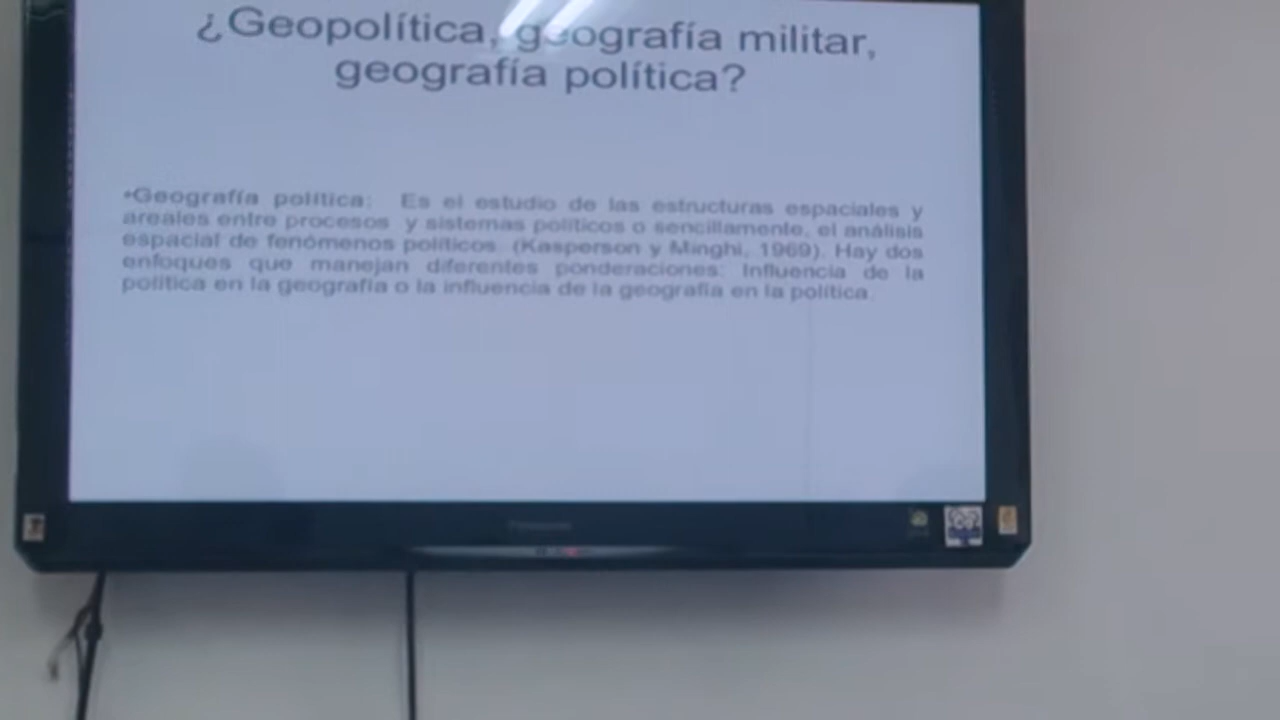 ¿Geopolítica, geografía militar,
geografía política?
•Geografía política: Es el estudio de las estructuras espaciales y
areales entre procesos y sistemas políticos o sencillamente, el análisis
espacial de fenómenos políticos. (Kasperson y Minghi, 1969). Hay dos
enfoques que manejan diferentes ponderaciones: Influencia de la
política en la geografía o la influencia de la geografía en la política.